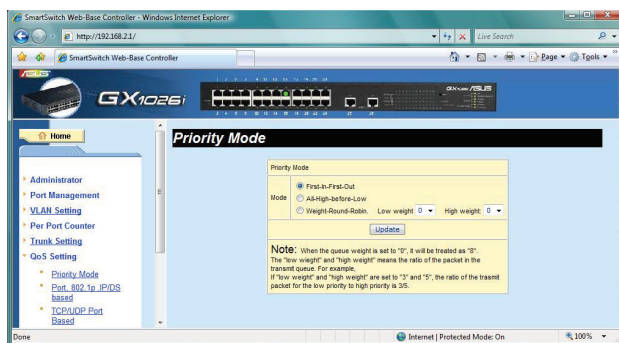 SmartSwitch Web-Base Controller - Windows Internet Explorer
http://192.168.2.1/
Live Search
SmartSwitch Web-Base Controller
Page
Tools
ASUS
GX1026i
ASUS
Home
Priority Mode
Administrator
Port Management
VLAN Setting
Per Port Counter
Trunk Setting
QoS Setting
Priority Mode
Port, 802.1p ,IP/DS
based
TCP/UDP Port
Based
Priority Mode
Mode
First-In-First-Out
All-High-before-Low
Weight-Round-Robin. Low weight: 0 High weight: 0
Update
Note: When the queue weight is set to "0", it will be treated as "8".
The "low weight" and "high weight" means the ratio of the packet in the
transmit queue. For example,
If "low weight" and "high weight" are set to "3" and "5", the ratio of the trasmit
packet for the low priority to high priority is 3/5.
Done
Internet | Protected Mode: On
100%